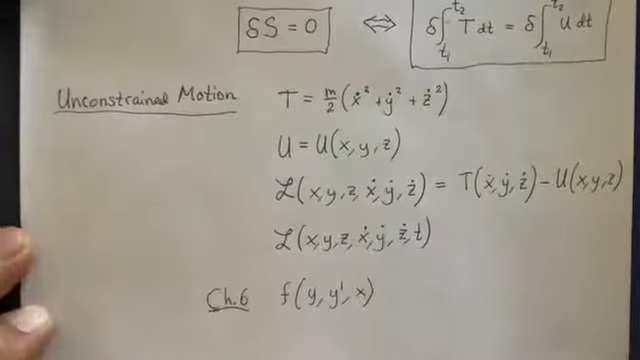 δS = 0 ⇔ δ∫_{t₁}^{t₂} T dt = δ∫_{t₁}^{t₂} U dt
Unconstrained Motion T = m/2 (ẋ² + ẏ² + ż²)
U = U(x, y, z)
ℒ(x, y, z, ẋ, ẏ, ż) = T(ẋ, ẏ, ż) − U(x, y, z)
ℒ(x, y, z, ẋ, ẏ, ż, t)
Ch. 6 f(y, y', x)